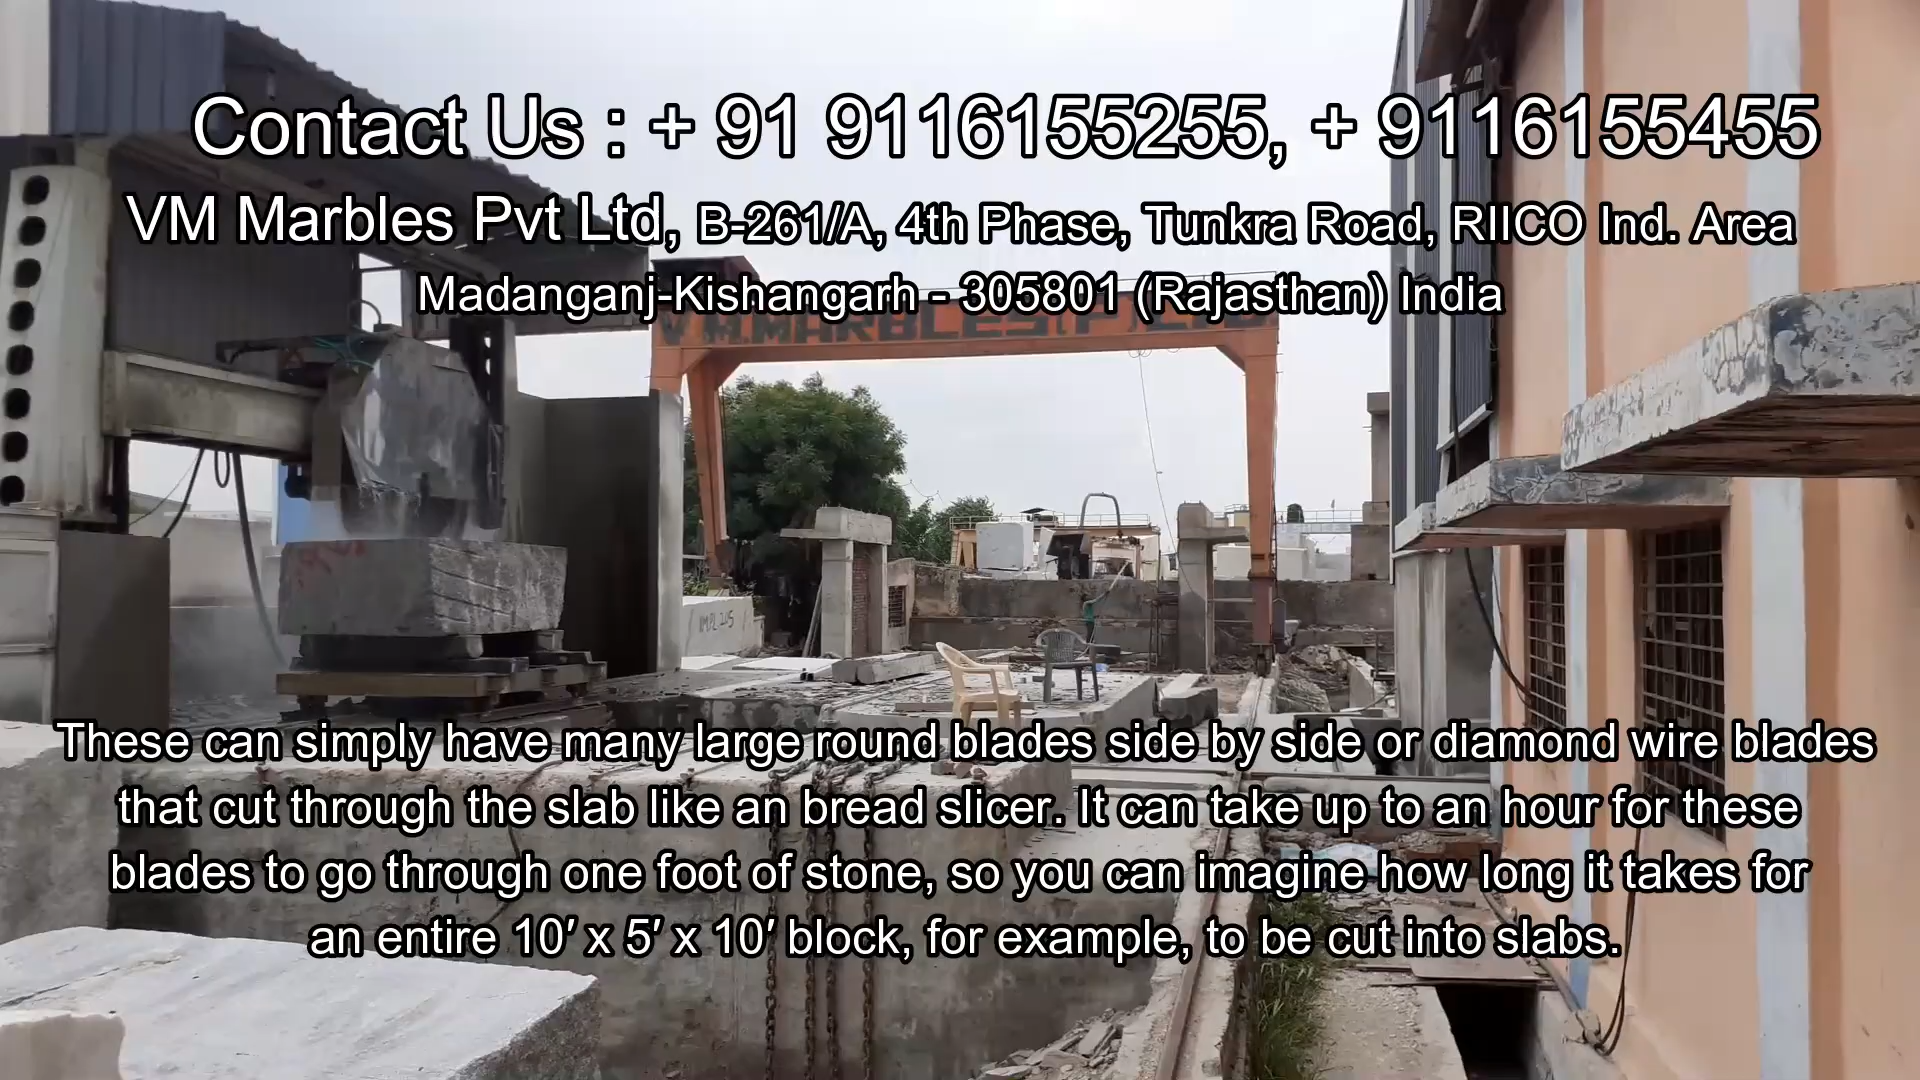 Contact Us : + 91 9116155255, + 9116155455
VM Marbles Pvt Ltd, B-261/A, 4th Phase, Tunkra Road, RIICO Ind. Area
Madanganj-Kishangarh - 305801 (Rajasthan) India
V M.MARBLES(P)
IMPL 205
These can simply have many large round blades side by side or diamond wire blades
that cut through the slab like an bread slicer. It can take up to an hour for these
blades to go through one foot of stone, so you can imagine how long it takes for
an entire 10′ x 5′ x 10′ block, for example, to be cut into slabs.